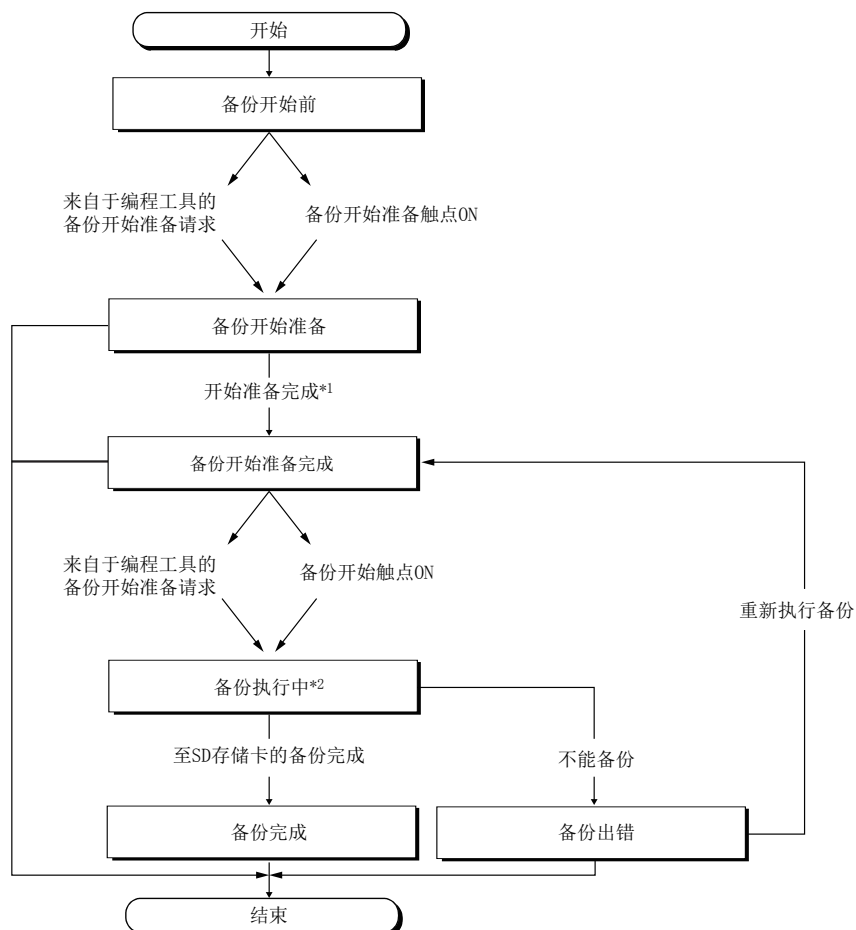 开始
备份开始前
来自于编程工具的
备份开始准备请求
备份开始准备触点ON
备份开始准备
开始准备完成*1
备份开始准备完成
来自于编程工具的
备份开始准备请求
备份开始触点ON
重新执行备份
备份执行中*2
至SD存储卡的备份完成
不能备份
备份完成
备份出错
结束